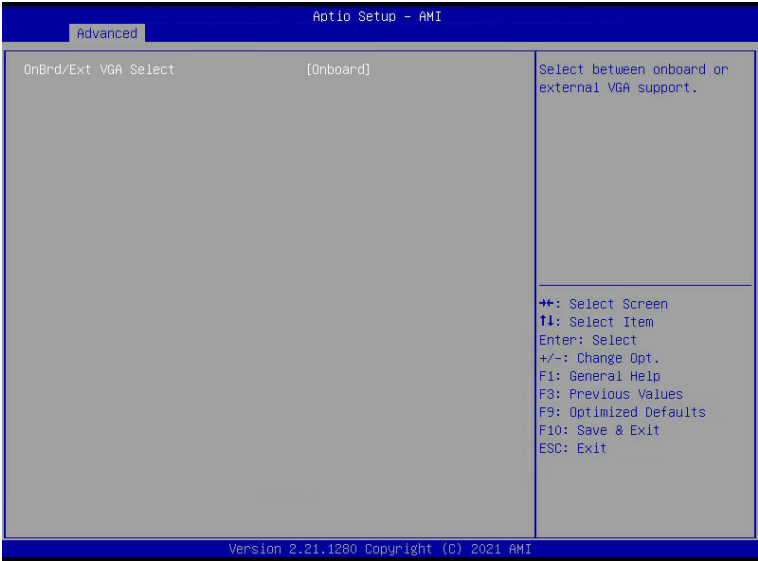 Aptio Setup – AMI
Advanced
OnBrd/Ext VGA Select [Onboard]
Select between onboard or
external VGA support.
→←: Select Screen
↑↓: Select Item
Enter: Select
+/-: Change Opt.
F1: General Help
F3: Previous Values
F9: Optimized Defaults
F10: Save & Exit
ESC: Exit
Version 2.21.1280 Copyright (C) 2021 AMI